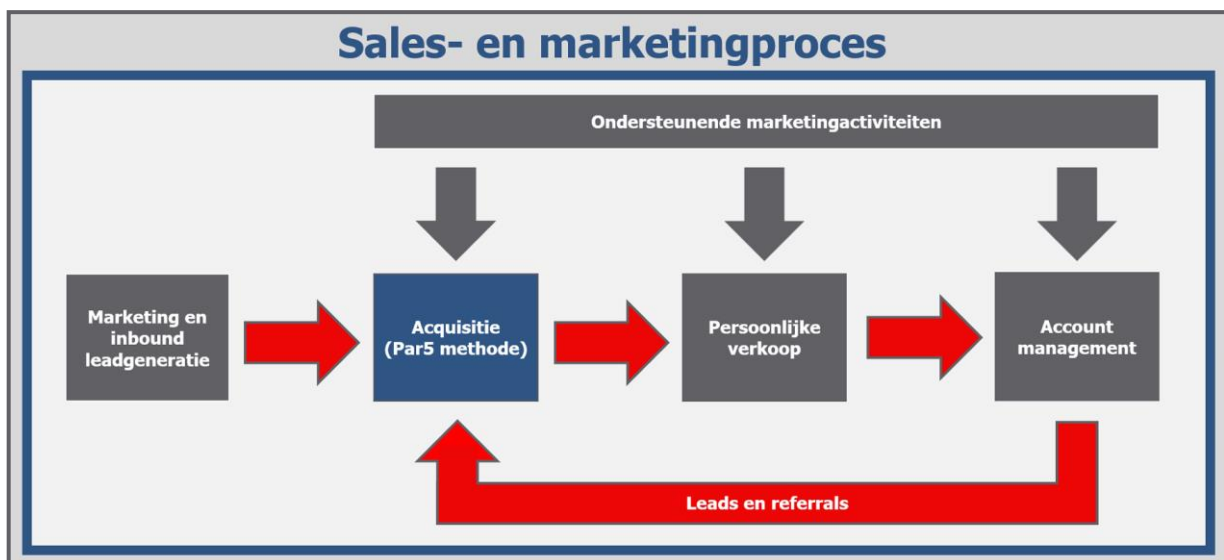 Sales- en marketingproces
Ondersteunende marketingactiviteiten
Marketing en
inbound
leadgeneratie
Acquisitie
(Par5 methode)
Persoonlijke
verkoop
Account
management
Leads en referrals